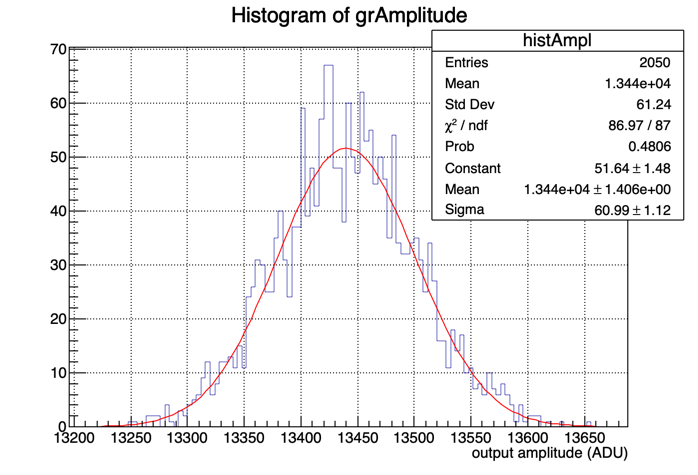 Histogram of grAmplitude
histAmpl
Entries 2050
Mean 1.344e+04
Std Dev 61.24
χ² / ndf 86.97 / 87
Prob 0.4806
Constant 51.64 ± 1.48
Mean 1.344e+04 ± 1.406e+00
Sigma 60.99 ± 1.12
70
60
50
40
30
20
10
0
13200 13250 13300 13350 13400 13450 13500 13550 13600 13650
output amplitude (ADU)